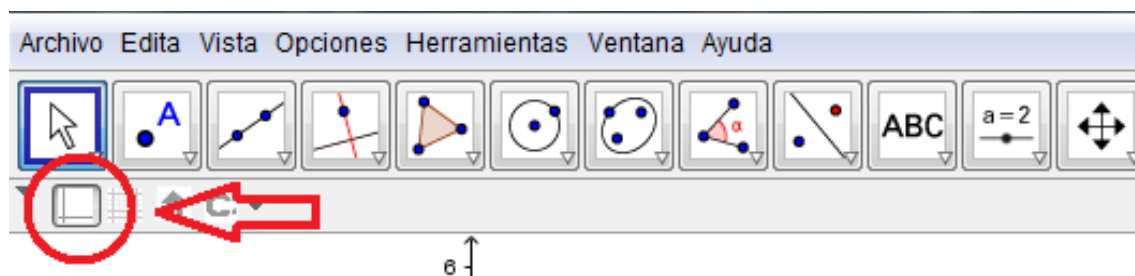 Archivo Edita Vista Opciones Herramientas Ventana Ayuda
A α ABC a = 2
6